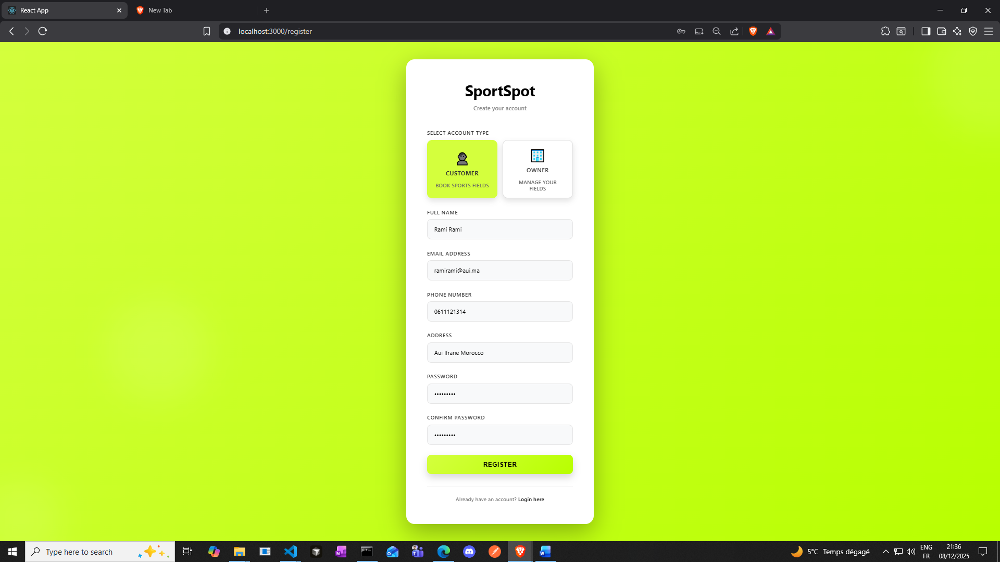 React App
New Tab
localhost:3000/register
SportSpot
Create your account
SELECT ACCOUNT TYPE
CUSTOMER
BOOK SPORTS FIELDS
OWNER
MANAGE YOUR
FIELDS
FULL NAME
Rami Rami
EMAIL ADDRESS
ramirami@aui.ma
PHONE NUMBER
0611121314
ADDRESS
Aui Ifrane Morocco
PASSWORD
•••••••••
CONFIRM PASSWORD
•••••••••
REGISTER
Already have an account? Login here
Type here to search
5°C Temps dégagé
ENG
FR
21:36
08/12/2025